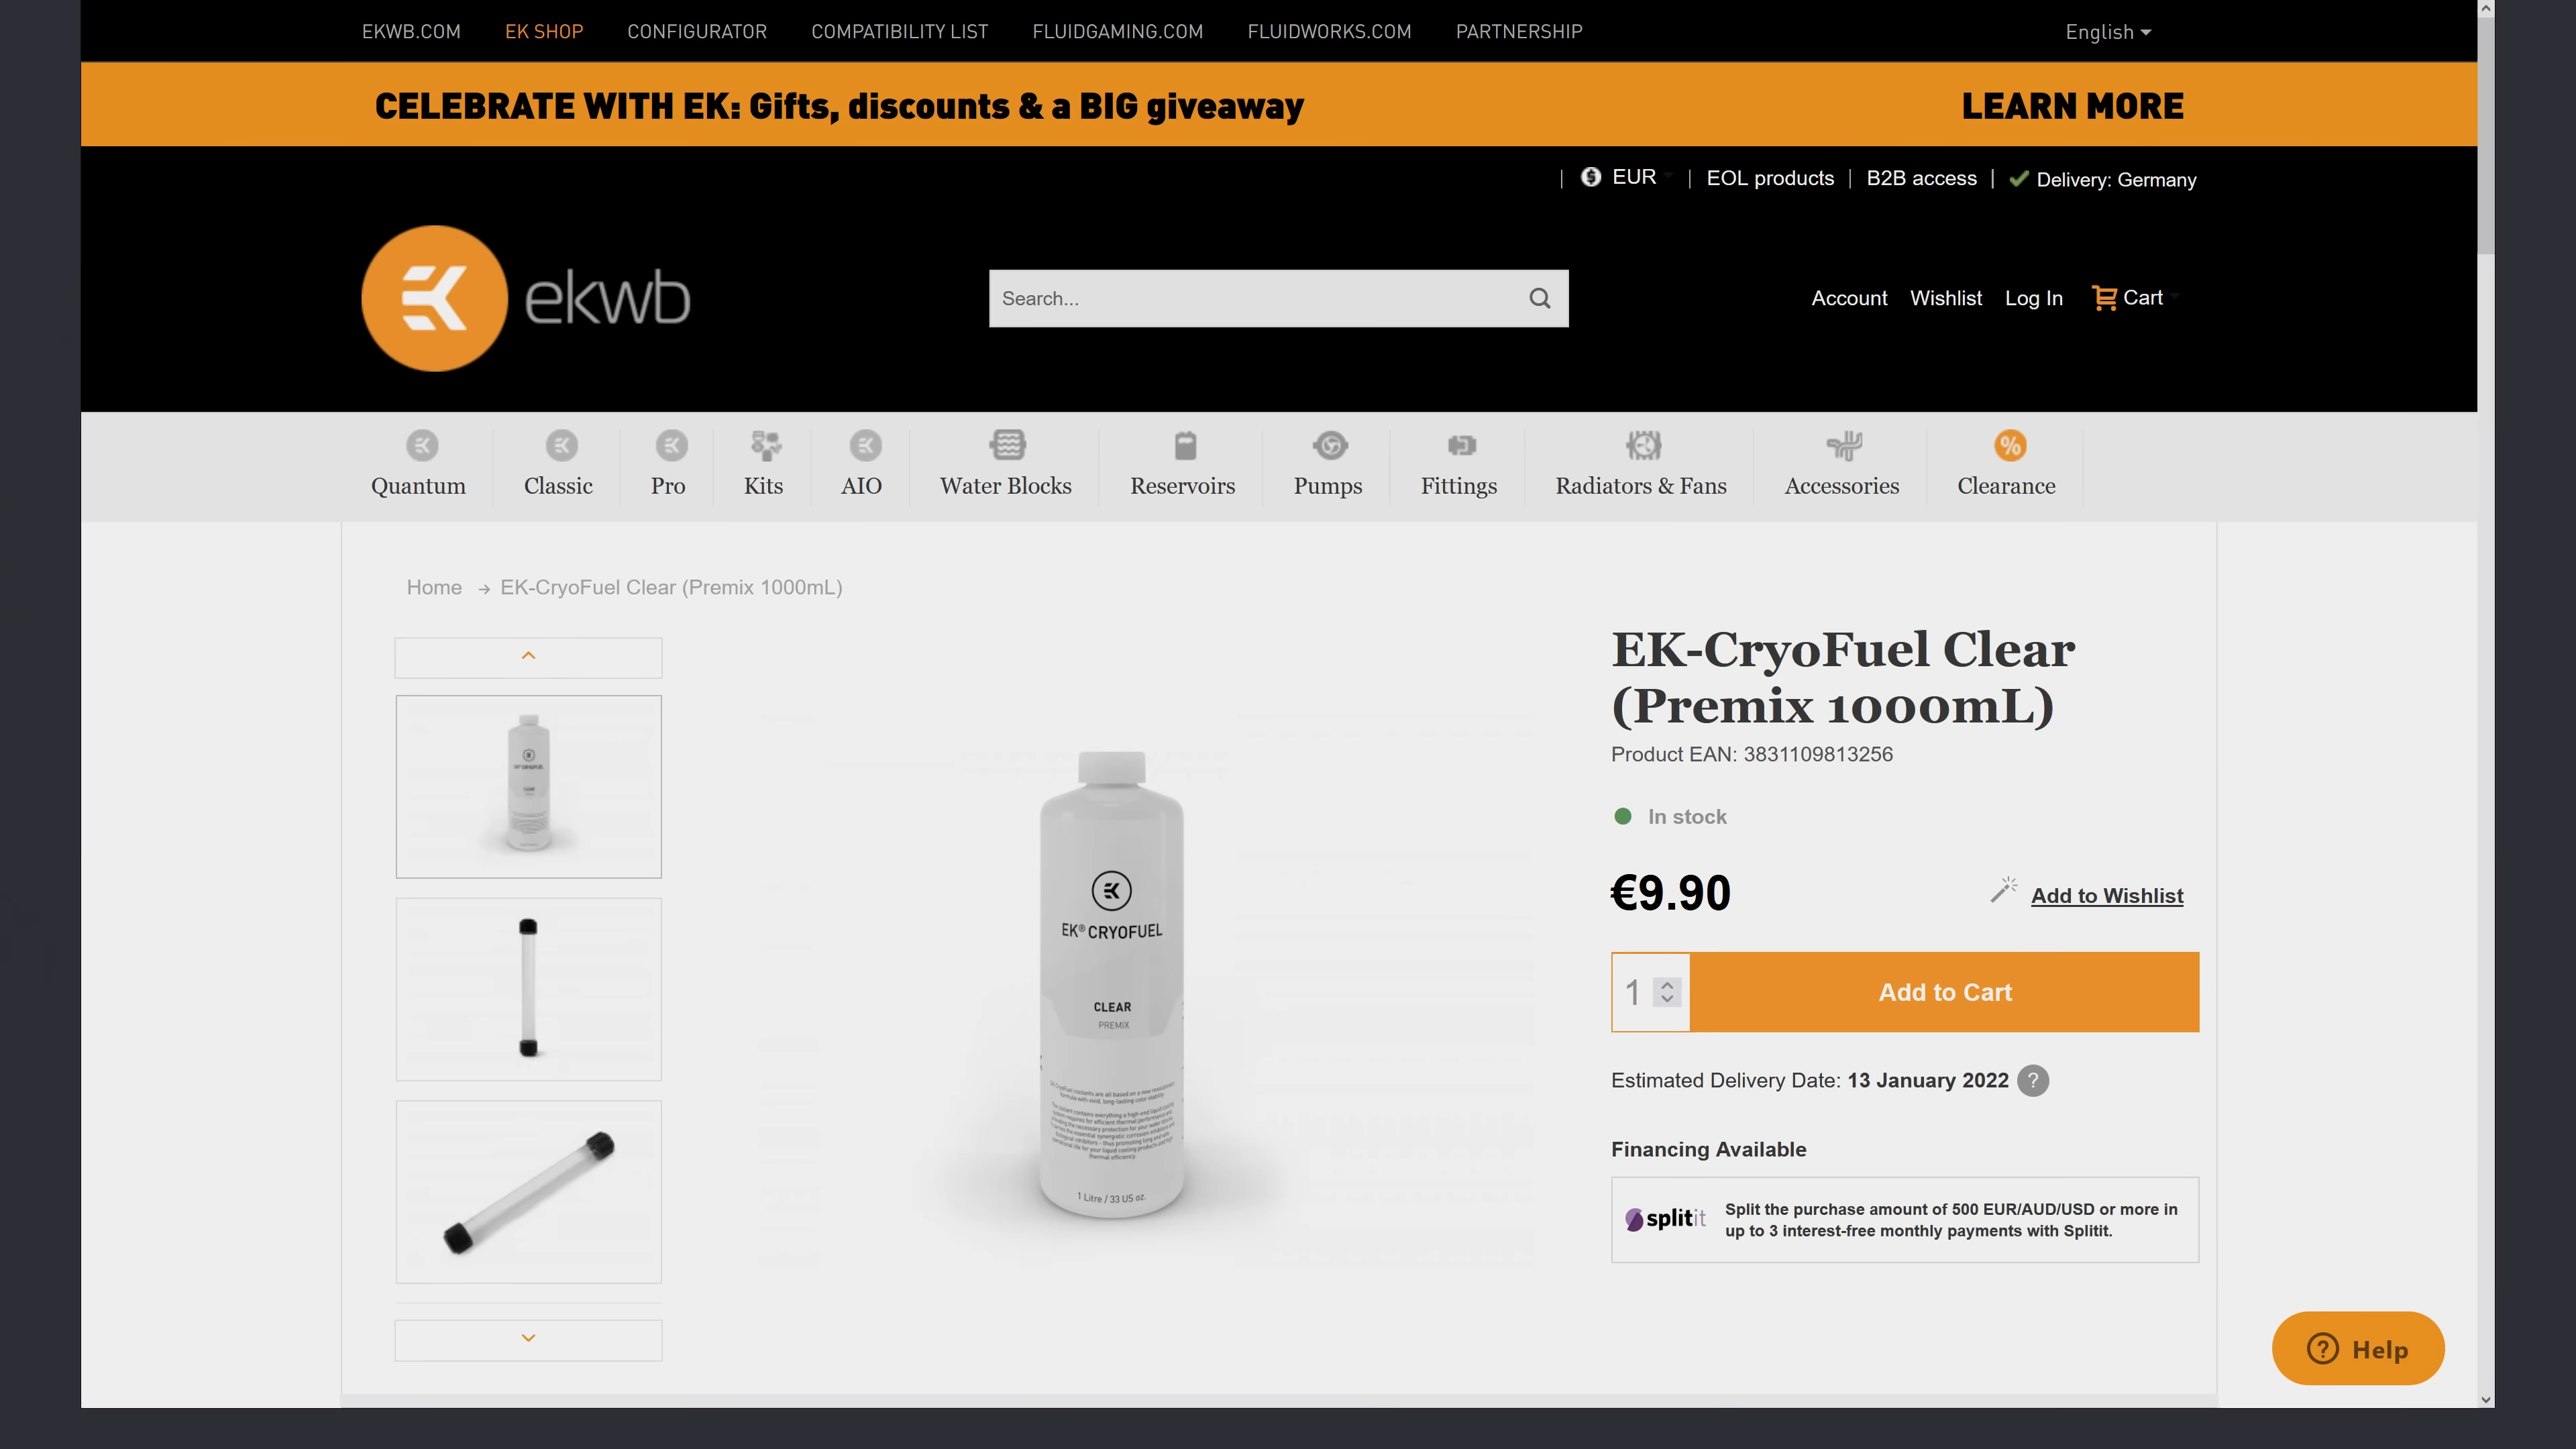 EKWB.COM EK SHOP CONFIGURATOR COMPATIBILITY LIST FLUIDGAMING.COM FLUIDWORKS.COM PARTNERSHIP English
CELEBRATE WITH EK: Gifts, discounts & a BIG giveaway LEARN MORE
| EUR | EOL products | B2B access | Delivery: Germany
ekwb
Search...
Account Wishlist Log In Cart
Quantum Classic Pro Kits AIO Water Blocks Reservoirs Pumps Fittings Radiators & Fans Accessories % Clearance
Home → EK-CryoFuel Clear (Premix 1000mL)
EK® CRYOFUEL
CLEAR
PREMIX
1 Litre / 33 US oz.
EK-CryoFuel Clear
(Premix 1000mL)
Product EAN: 3831109813256
In stock
€9.90 Add to Wishlist
1 Add to Cart
Estimated Delivery Date: 13 January 2022 ?
Financing Available
splitit
Split the purchase amount of 500 EUR/AUD/USD or more in
up to 3 interest-free monthly payments with Splitit.
? Help